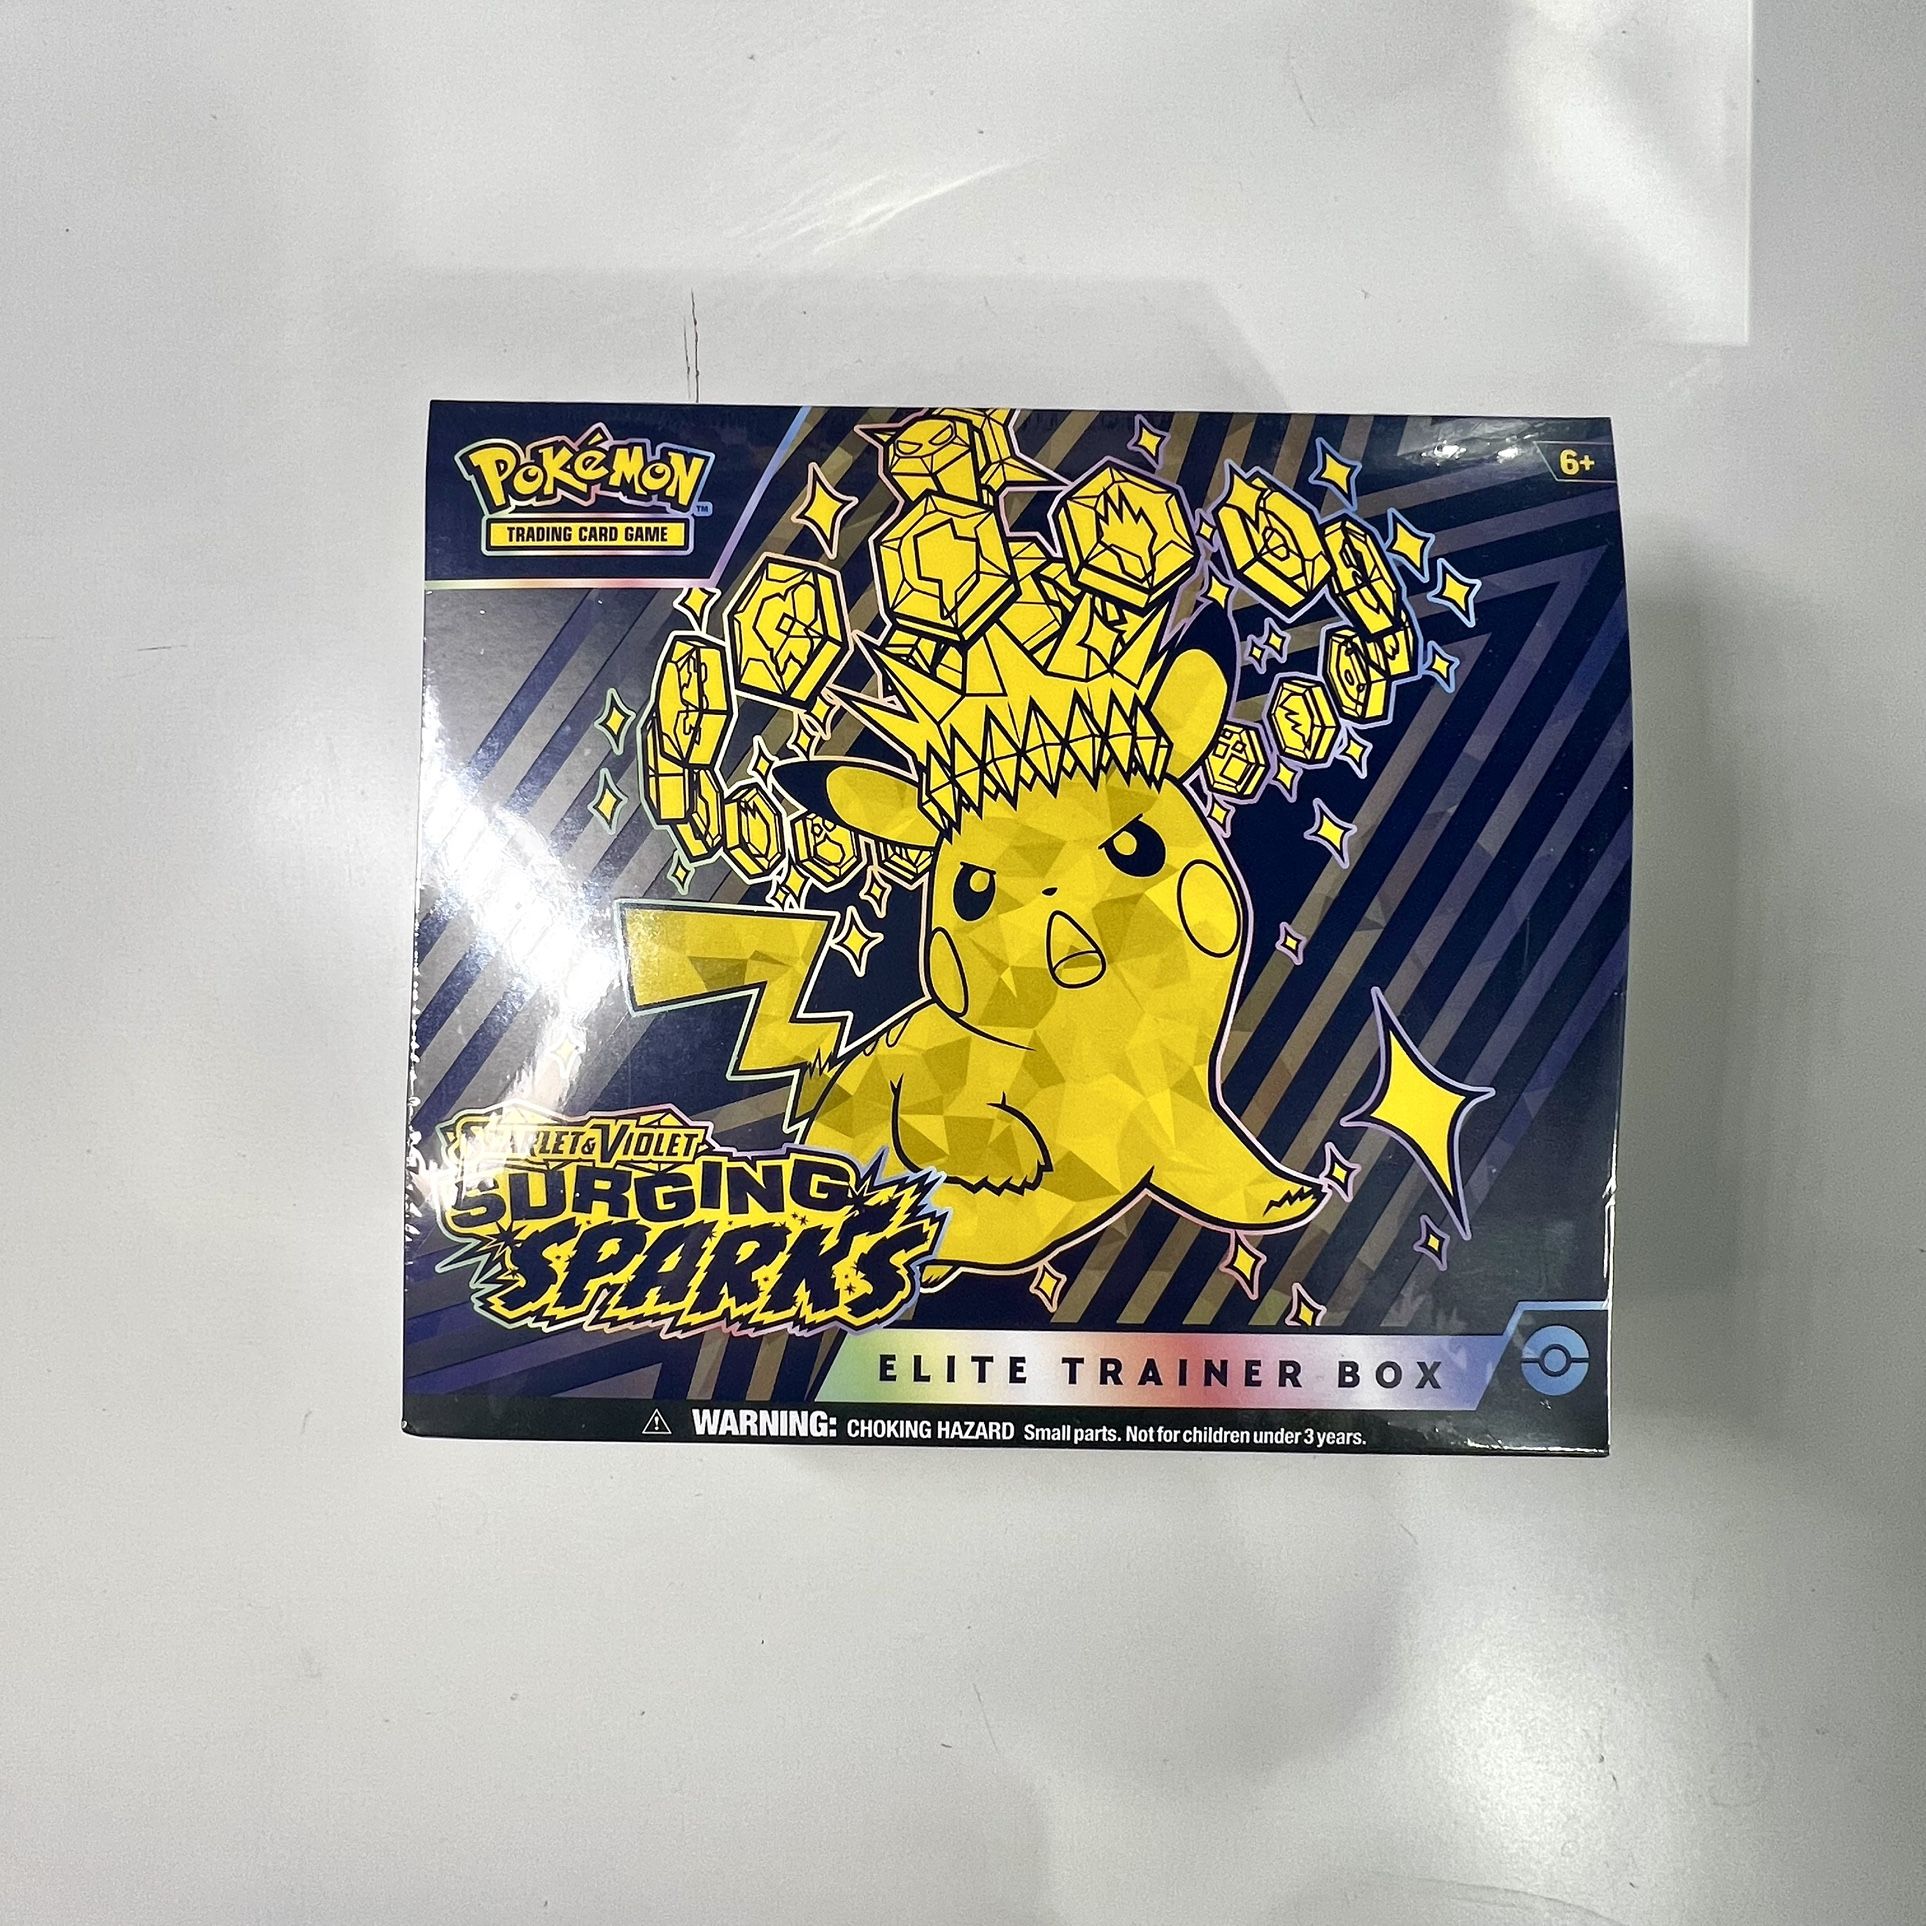 POKéMON™
TRADING CARD GAME
6+
SCARLET & VIOLET
SURGING
SPARKS
ELITE TRAINER BOX
WARNING: CHOKING HAZARD Small parts. Not for children under 3 years.